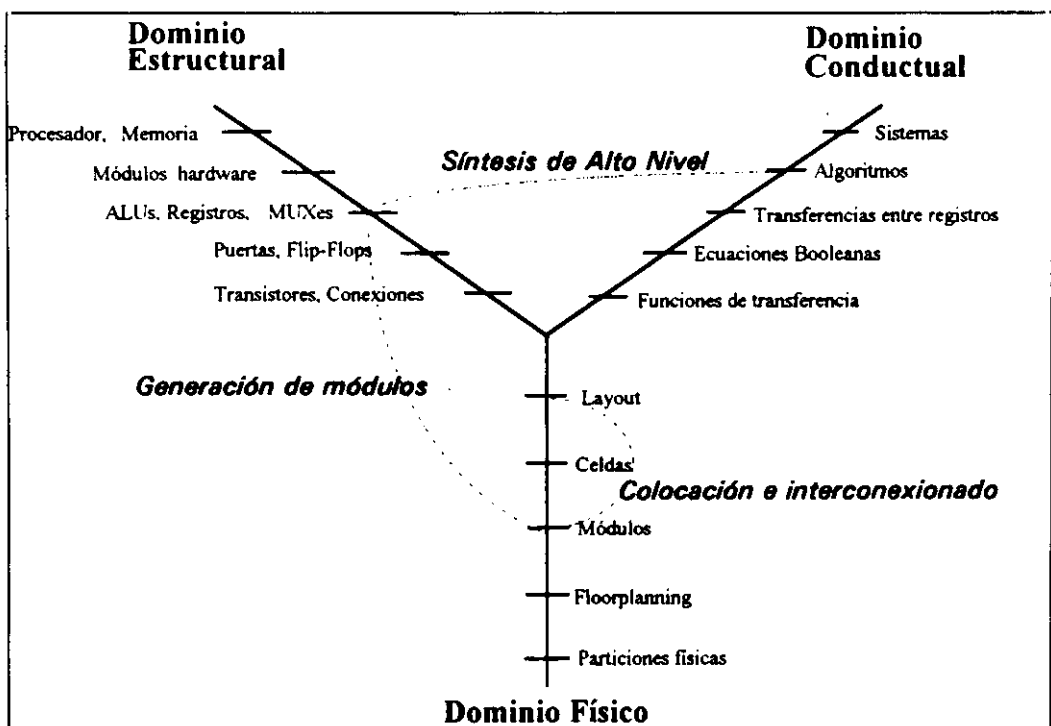 Dominio
Estructural
Dominio
Conductual
Procesador, Memoria
Módulos hardware
ALUs, Registros, MUXes
Puertas, Flip-Flops
Transistores, Conexiones
Síntesis de Alto Nivel
Sistemas
Algoritmos
Transferencias entre registros
Ecuaciones Booleanas
Funciones de transferencia
Generación de módulos
Layout
Celdas
Colocación e interconexionado
Módulos
Floorplanning
Particiones físicas
Dominio Físico